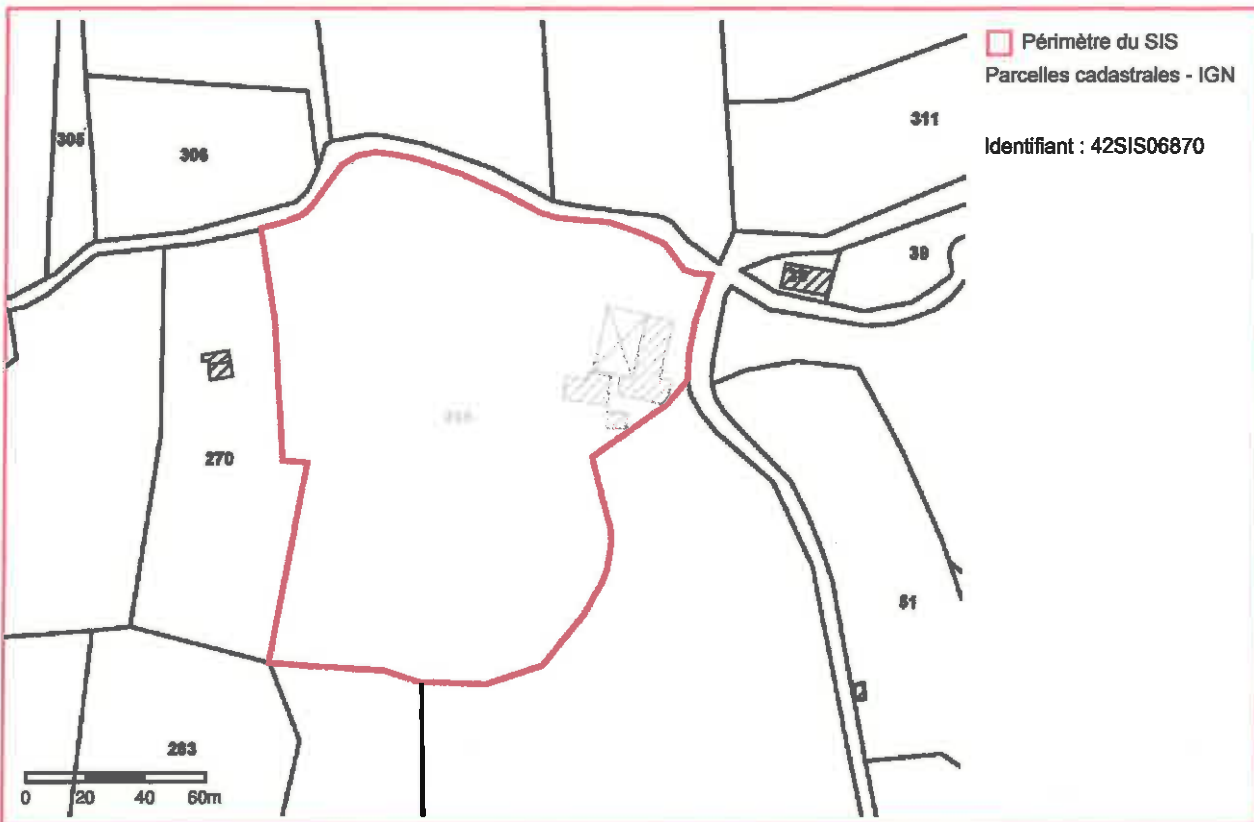 Périmètre du SIS
Parcelles cadastrales - IGN
Identifiant : 42SIS06870
311
305
306
39
270
51
263
0 20 40 60m